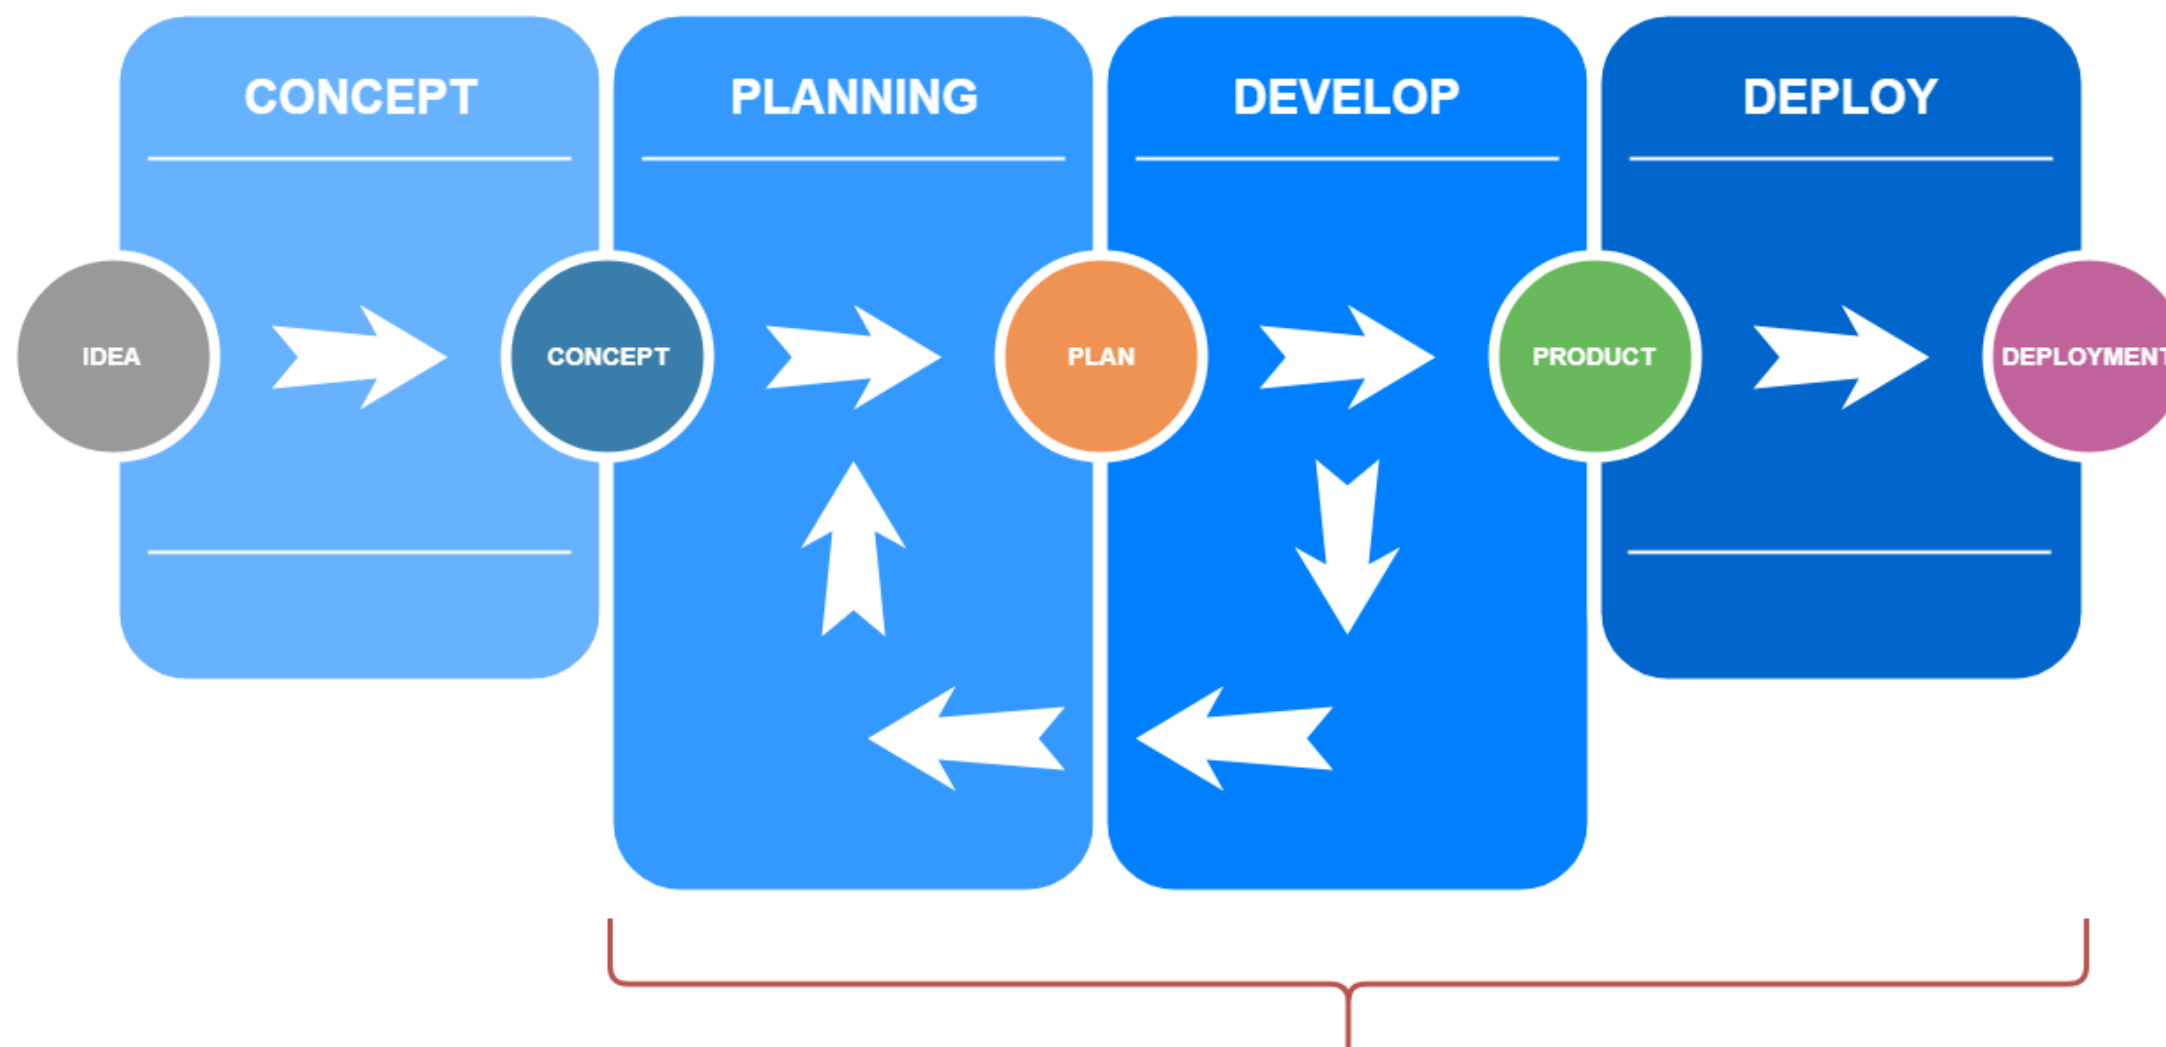 CONCEPT
PLANNING
DEVELOP
DEPLOY
IDEA
CONCEPT
PLAN
PRODUCT
DEPLOYMENT